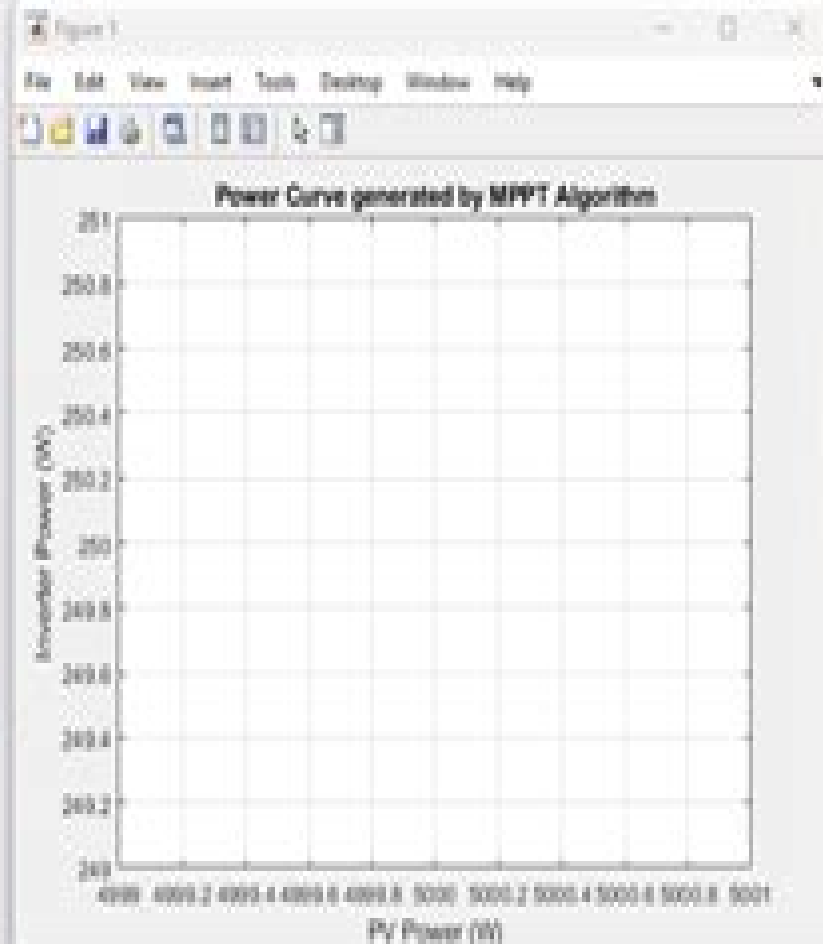 Figure 1
File Edit View Insert Tools Desktop Window Help
Power Curve generated by MPPT Algorithm
251
250.8
250.6
250.4
250.2
250
249.8
249.6
249.4
249.2
249
Inverter Power (W)
4999 4999.2 4999.4 4999.6 4999.8 5000 5000.2 5000.4 5000.6 5000.8 5001
PV Power (W)